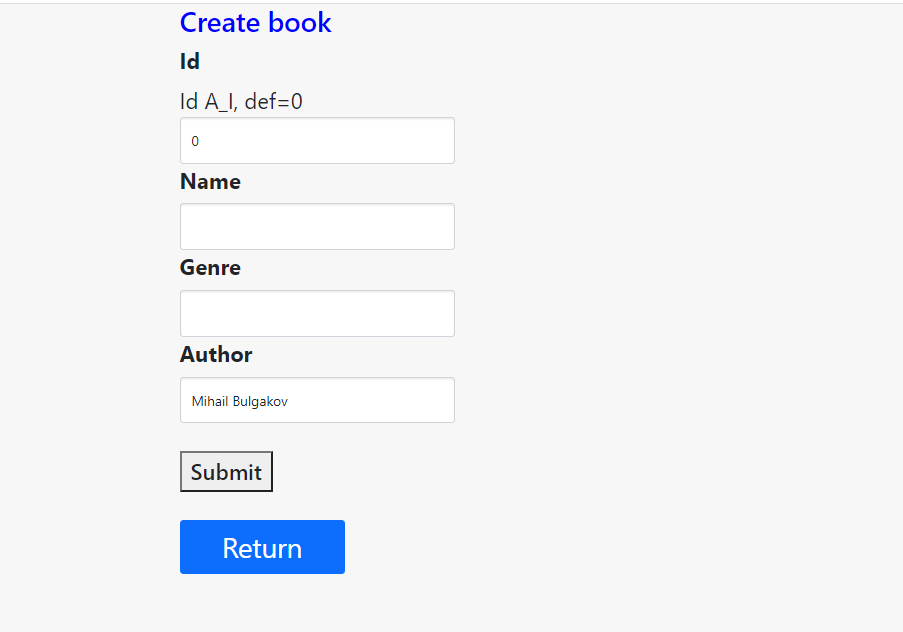 Create book
Id
Id A_I, def=0
0
Name
Genre
Author
Mihail Bulgakov
Submit
Return